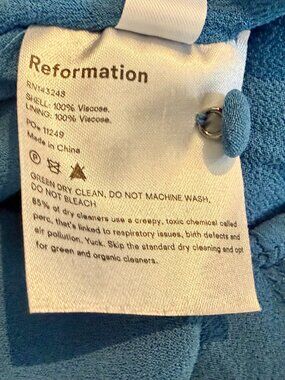 Reformation
RN143243
SHELL: 100% Viscose.
LINING: 100% Viscose.
PO# 11249
Made in China
P
GREEN DRY CLEAN. DO NOT MACHINE WASH.
DO NOT BLEACH
85% of dry cleaners use a creepy, toxic chemical called
perc, that's linked to respiratory issues, birth defects and
air pollution. Yuck. Skip the standard dry cleaning and opt
for green and organic cleaners.